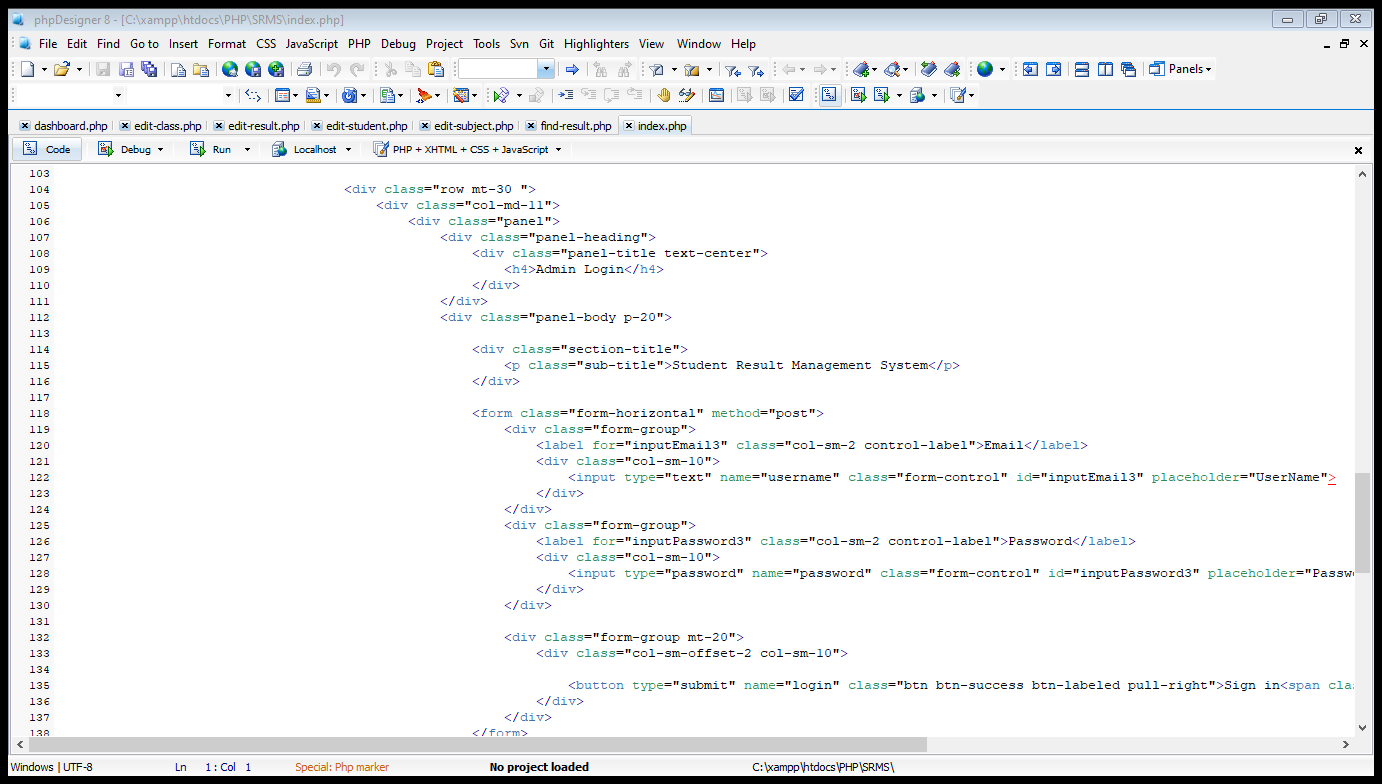 phpDesigner 8 - [C:\xampp\htdocs\PHP\SRMS\index.php]
File Edit Find Go to Insert Format CSS JavaScript PHP Debug Project Tools Svn Git Highlighters View Window Help
Panels
dashboard.php edit-class.php edit-result.php edit-student.php edit-subject.php find-result.php index.php
Code Debug Run Localhost PHP + XHTML + CSS + JavaScript
103
104 <div class="row mt-30 ">
105 <div class="col-md-11">
106 <div class="panel">
107 <div class="panel-heading">
108 <div class="panel-title text-center">
109 <h4>Admin Login</h4>
110 </div>
111 </div>
112 <div class="panel-body p-20">
113
114 <div class="section-title">
115 <p class="sub-title">Student Result Management System</p>
116 </div>
117
118 <form class="form-horizontal" method="post">
119 <div class="form-group">
120 <label for="inputEmail3" class="col-sm-2 control-label">Email</label>
121 <div class="col-sm-10">
122 <input type="text" name="username" class="form-control" id="inputEmail3" placeholder="UserName">
123 </div>
124 </div>
125 <div class="form-group">
126 <label for="inputPassword3" class="col-sm-2 control-label">Password</label>
127 <div class="col-sm-10">
128 <input type="password" name="password" class="form-control" id="inputPassword3" placeholder="Passw
129 </div>
130 </div>
131
132 <div class="form-group mt-20">
133 <div class="col-sm-offset-2 col-sm-10">
134
135 <button type="submit" name="login" class="btn btn-success btn-labeled pull-right">Sign in<span clas
136 </div>
137 </div>
138 </form>
Windows | UTF-8 Ln 1 : Col 1 Special: Php marker No project loaded C:\xampp\htdocs\PHP\SRMS\